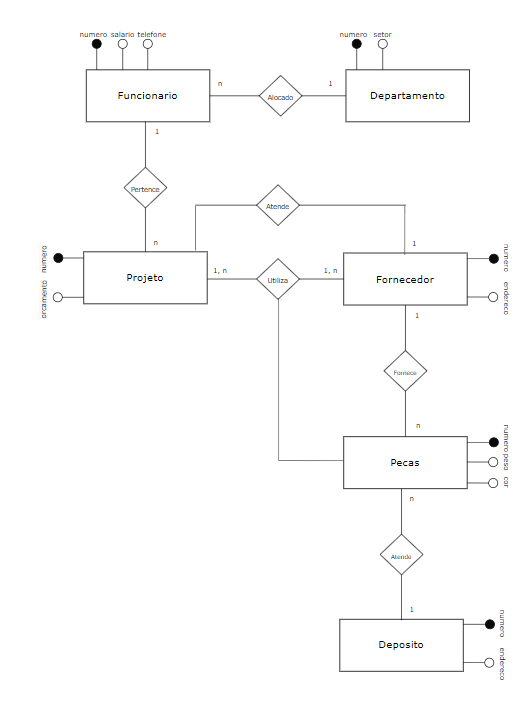 numero salario telefone
numero setor
Funcionario
n
Alocado
1
Departamento
1
Pertence
n
Atende
1
numero
orcamento
Projeto
1, n
Utiliza
1, n
Fornecedor
numero
endereco
1
Fornece
n
Pecas
numero
peso
cor
n
Atende
1
Deposito
numero
endereco